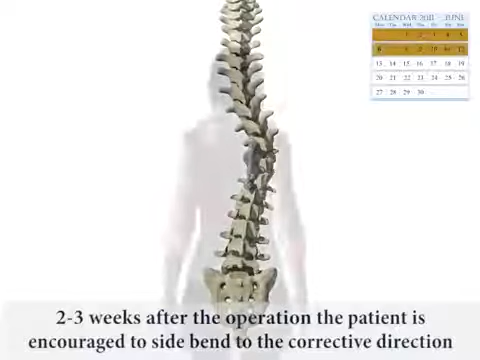 CALENDAR 2011 JUNE
13 14 15 16 17 18 19
20 21 22 23 24 25 26
27 28 29 30
2-3 weeks after the operation the patient is
encouraged to side bend to the corrective direction